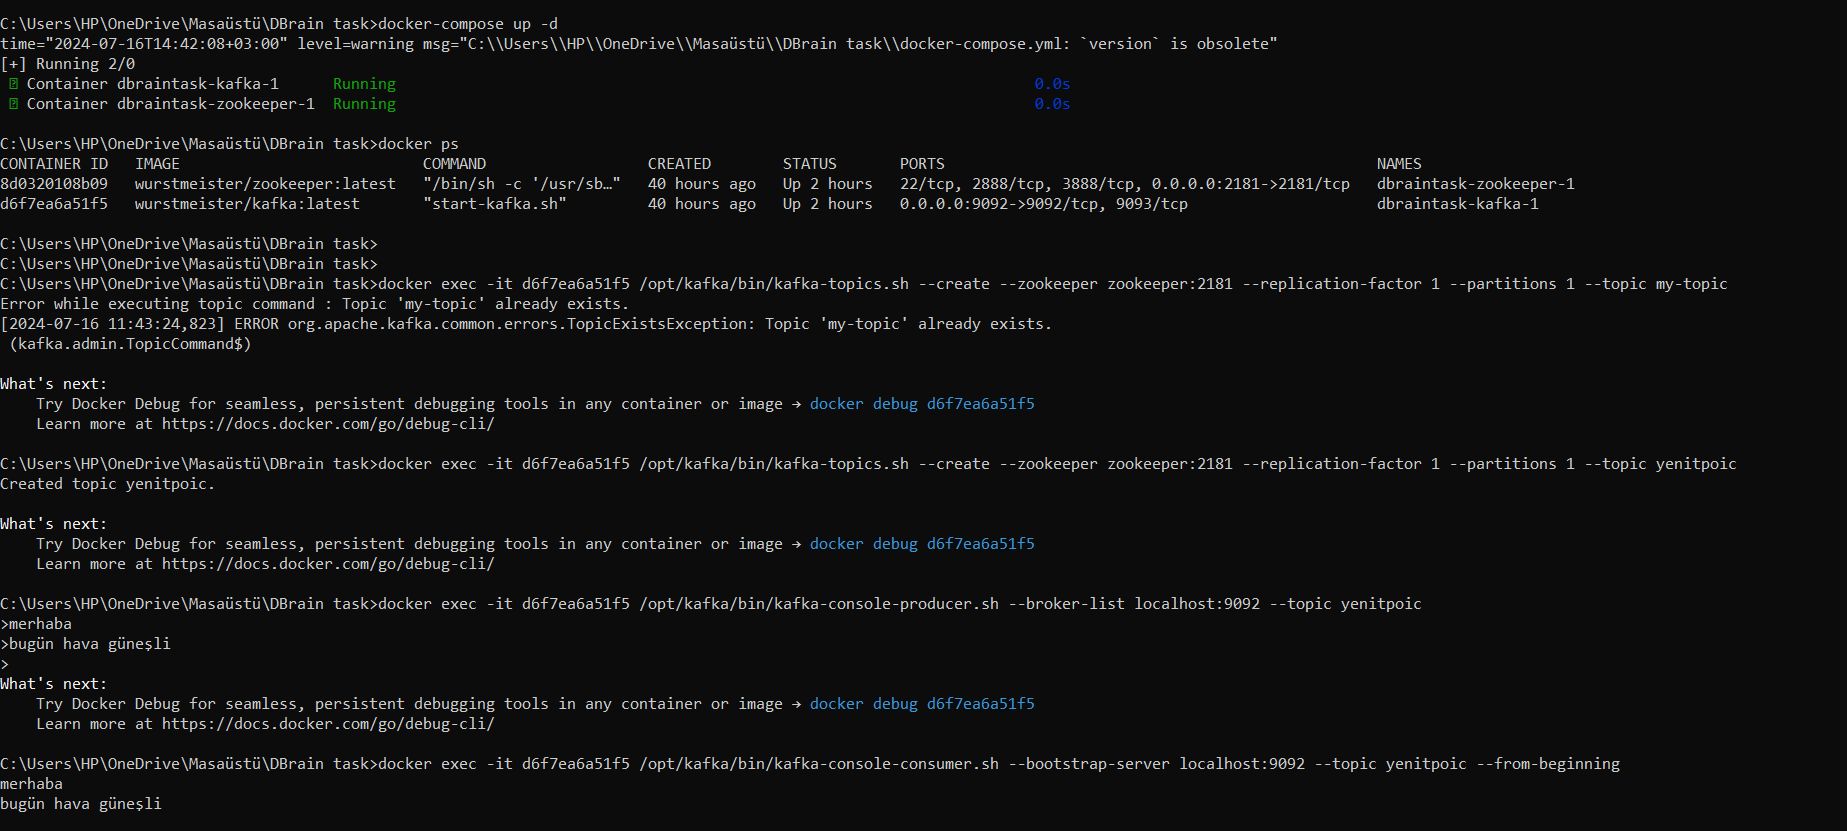 C:\Users\HP\OneDrive\Masaüstü\DBrain task>docker-compose up -d
time="2024-07-16T14:42:08+03:00" level=warning msg="C:\\Users\\HP\\OneDrive\\Masaüstü\\DBrain task\\docker-compose.yml: `version` is obsolete"
[+] Running 2/0
Container dbraintask-kafka-1 Running 0.0s
Container dbraintask-zookeeper-1 Running 0.0s
C:\Users\HP\OneDrive\Masaüstü\DBrain task>docker ps
CONTAINER ID IMAGE COMMAND CREATED STATUS PORTS NAMES
8d0320108b09 wurstmeister/zookeeper:latest "/bin/sh -c '/usr/sb…" 40 hours ago Up 2 hours 22/tcp, 2888/tcp, 3888/tcp, 0.0.0.0:2181->2181/tcp dbraintask-zookeeper-1
d6f7ea6a51f5 wurstmeister/kafka:latest "start-kafka.sh" 40 hours ago Up 2 hours 0.0.0.0:9092->9092/tcp, 9093/tcp dbraintask-kafka-1
C:\Users\HP\OneDrive\Masaüstü\DBrain task>
C:\Users\HP\OneDrive\Masaüstü\DBrain task>
C:\Users\HP\OneDrive\Masaüstü\DBrain task>docker exec -it d6f7ea6a51f5 /opt/kafka/bin/kafka-topics.sh --create --zookeeper zookeeper:2181 --replication-factor 1 --partitions 1 --topic my-topic
Error while executing topic command : Topic 'my-topic' already exists.
[2024-07-16 11:43:24,823] ERROR org.apache.kafka.common.errors.TopicExistsException: Topic 'my-topic' already exists.
(kafka.admin.TopicCommand$)
What's next:
Try Docker Debug for seamless, persistent debugging tools in any container or image → docker debug d6f7ea6a51f5
Learn more at https://docs.docker.com/go/debug-cli/
C:\Users\HP\OneDrive\Masaüstü\DBrain task>docker exec -it d6f7ea6a51f5 /opt/kafka/bin/kafka-topics.sh --create --zookeeper zookeeper:2181 --replication-factor 1 --partitions 1 --topic yenitpoic
Created topic yenitpoic.
What's next:
Try Docker Debug for seamless, persistent debugging tools in any container or image → docker debug d6f7ea6a51f5
Learn more at https://docs.docker.com/go/debug-cli/
C:\Users\HP\OneDrive\Masaüstü\DBrain task>docker exec -it d6f7ea6a51f5 /opt/kafka/bin/kafka-console-producer.sh --broker-list localhost:9092 --topic yenitpoic
>merhaba
>bugün hava güneşli
>
What's next:
Try Docker Debug for seamless, persistent debugging tools in any container or image → docker debug d6f7ea6a51f5
Learn more at https://docs.docker.com/go/debug-cli/
C:\Users\HP\OneDrive\Masaüstü\DBrain task>docker exec -it d6f7ea6a51f5 /opt/kafka/bin/kafka-console-consumer.sh --bootstrap-server localhost:9092 --topic yenitpoic --from-beginning
merhaba
bugün hava güneşli